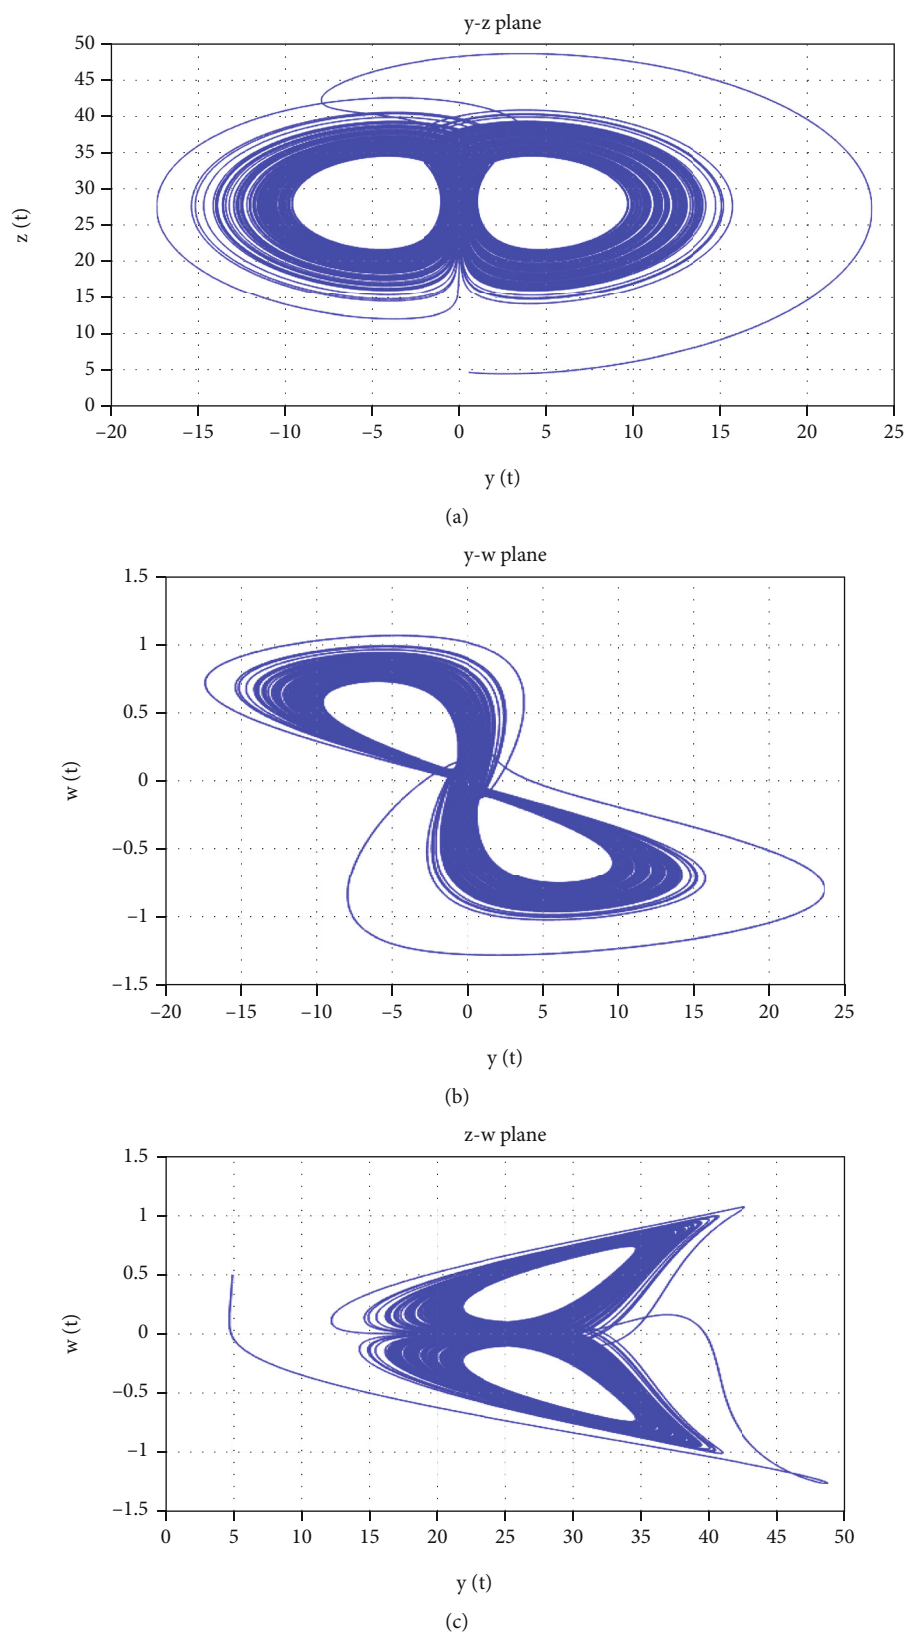 y-z plane
50
45
40
35
30
25
20
15
10
5
0
z (t)
–20 –15 –10 –5 0 5 10 15 20 25
y (t)
(a)
y-w plane
1.5
1
0.5
0
–0.5
–1
–1.5
w (t)
–20 –15 –10 –5 0 5 10 15 20 25
y (t)
(b)
z-w plane
1.5
1
0.5
0
–0.5
–1
–1.5
w (t)
0 5 10 15 20 25 30 35 40 45 50
y (t)
(c)